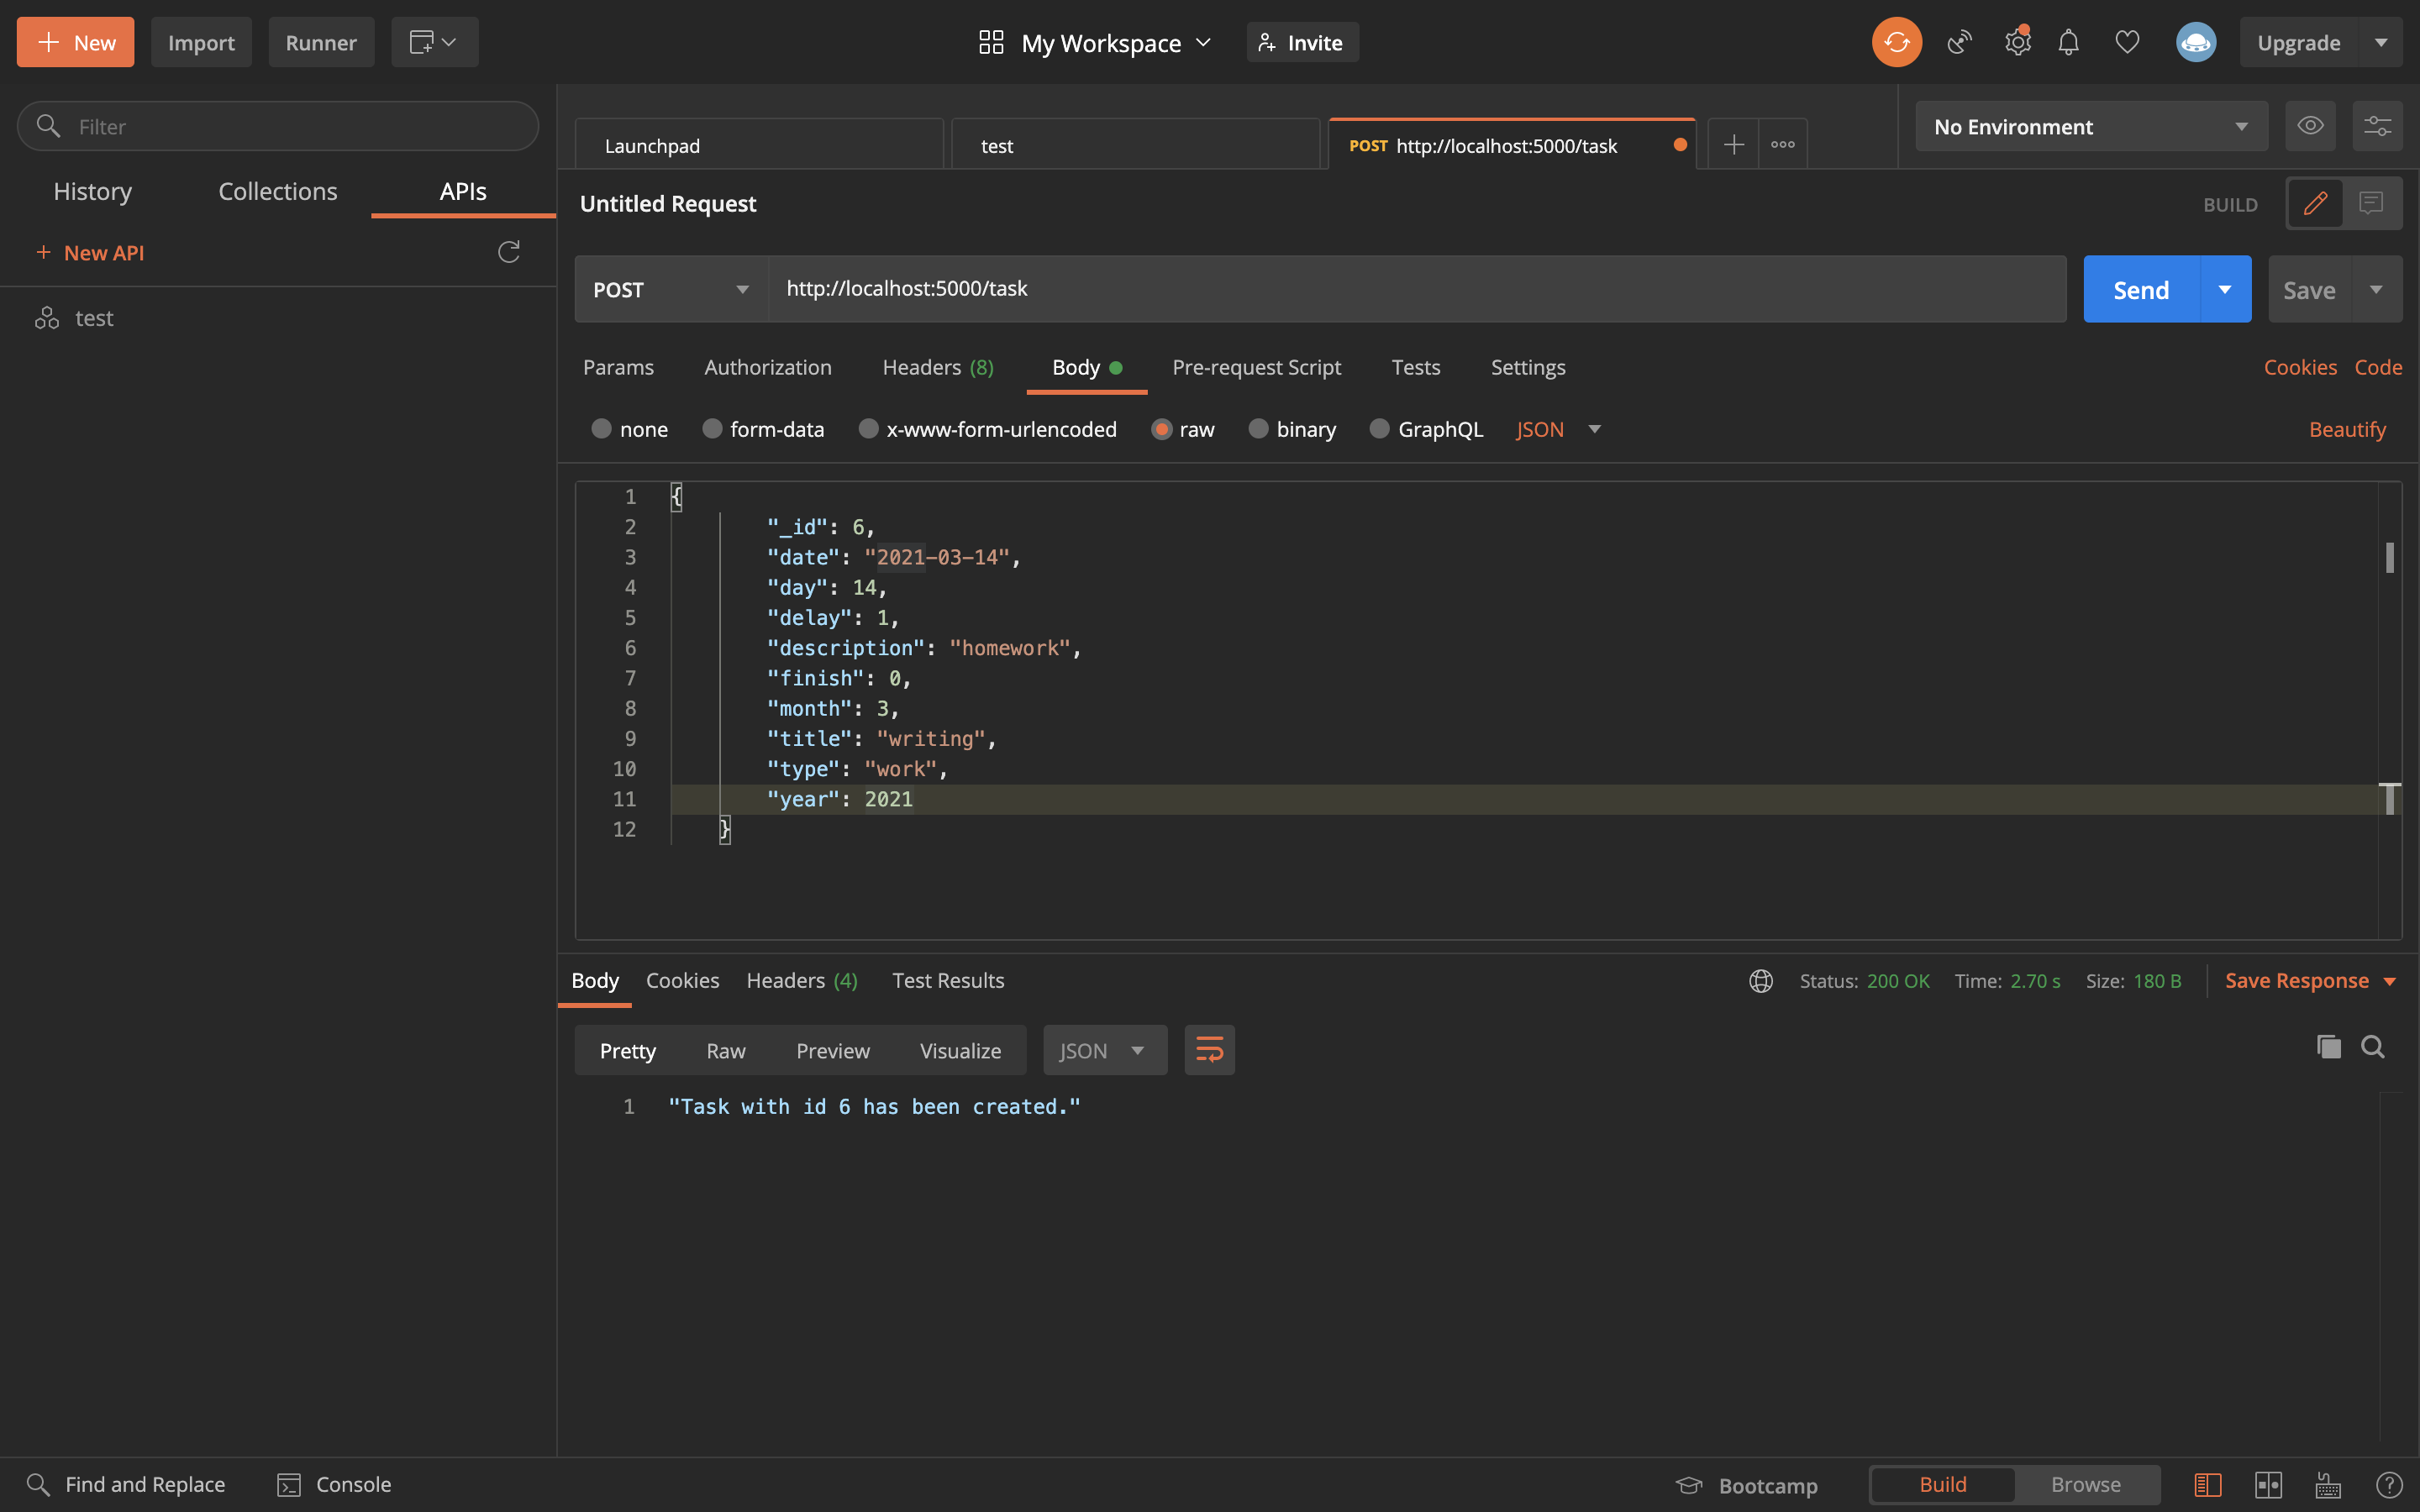 New Import Runner My Workspace Invite Upgrade
Filter
Launchpad test POST http://localhost:5000/task No Environment
History Collections APIs
Untitled Request BUILD
New API
test
POST http://localhost:5000/task Send Save
Params Authorization Headers (8) Body Pre-request Script Tests Settings Cookies Code
none form-data x-www-form-urlencoded raw binary GraphQL JSON Beautify
1 {
2 "_id": 6,
3 "date": "2021-03-14",
4 "day": 14,
5 "delay": 1,
6 "description": "homework",
7 "finish": 0,
8 "month": 3,
9 "title": "writing",
10 "type": "work",
11 "year": 2021
12 }
Body Cookies Headers (4) Test Results Status: 200 OK Time: 2.70 s Size: 180 B Save Response
Pretty Raw Preview Visualize JSON
1 "Task with id 6 has been created."
Find and Replace Console Bootcamp Build Browse